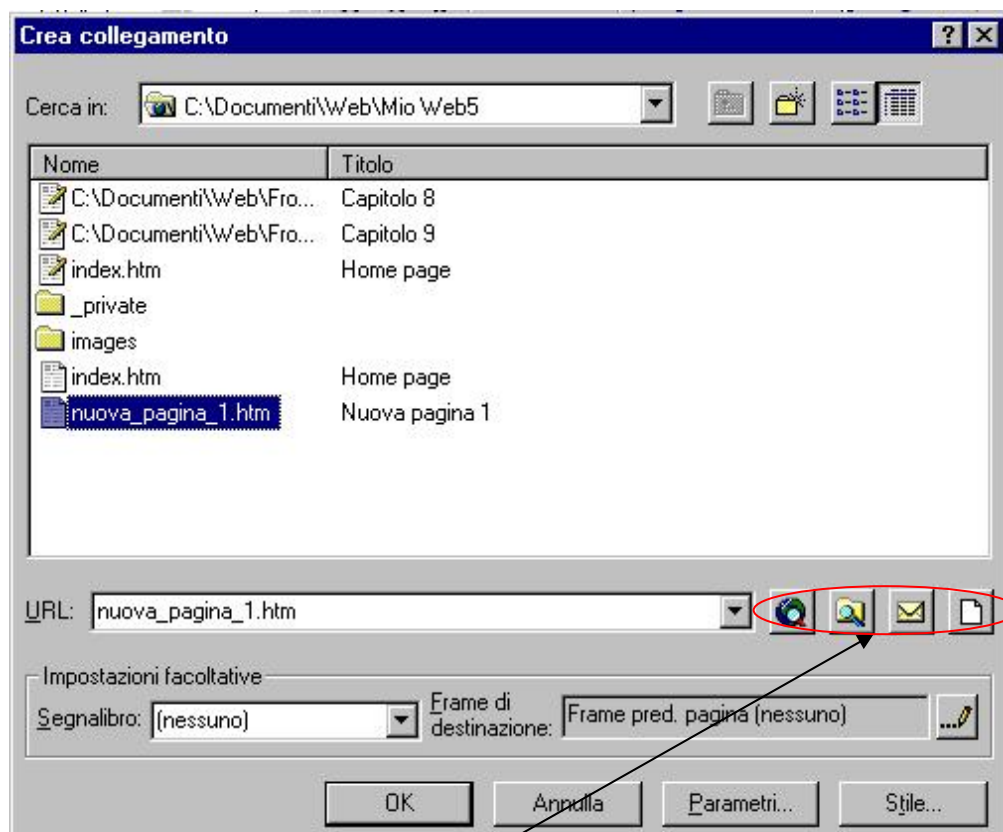 Crea collegamento
Cerca in: C:\Documenti\Web\Mio Web5
Nome Titolo
C:\Documenti\Web\Fro... Capitolo 8
C:\Documenti\Web\Fro... Capitolo 9
index.htm Home page
_private
images
index.htm Home page
nuova_pagina_1.htm Nuova pagina 1
URL: nuova_pagina_1.htm
Impostazioni facoltative
Segnalibro: (nessuno) Frame di destinazione: Frame pred. pagina (nessuno) ...
OK Annulla Parametri... Stile...